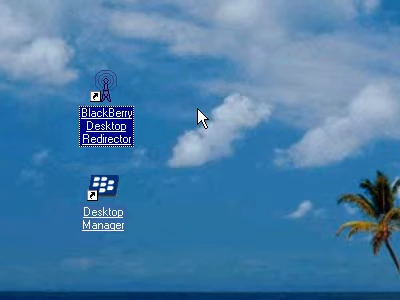 BlackBerry
Desktop
Redirector
Desktop
Manager